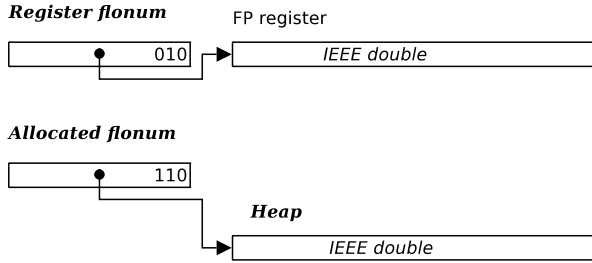 Register flonum
FP register
010
IEEE double
Allocated flonum
110
Heap
IEEE double